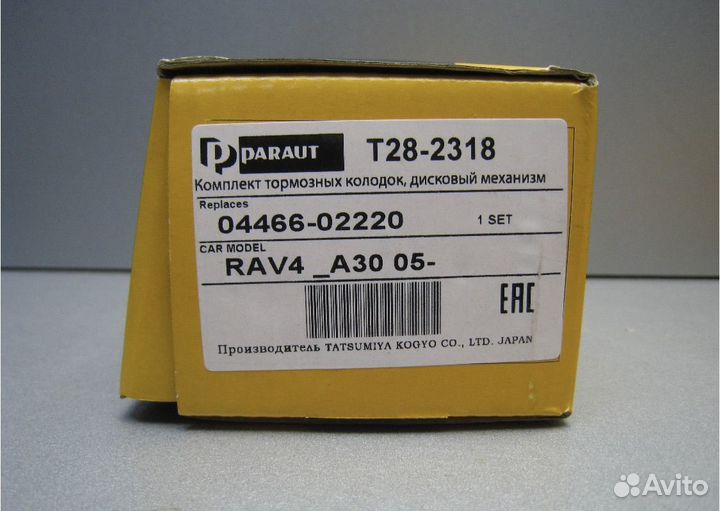 PARAUT T28-2318
Комплект тормозных колодок, дисковый механизм
Replaces
04466-02220 1 SET
CAR MODEL
RAV4 _A30 05-
EAC
Производитель TATSUMIYA KOGYO CO., LTD. JAPAN
Avito